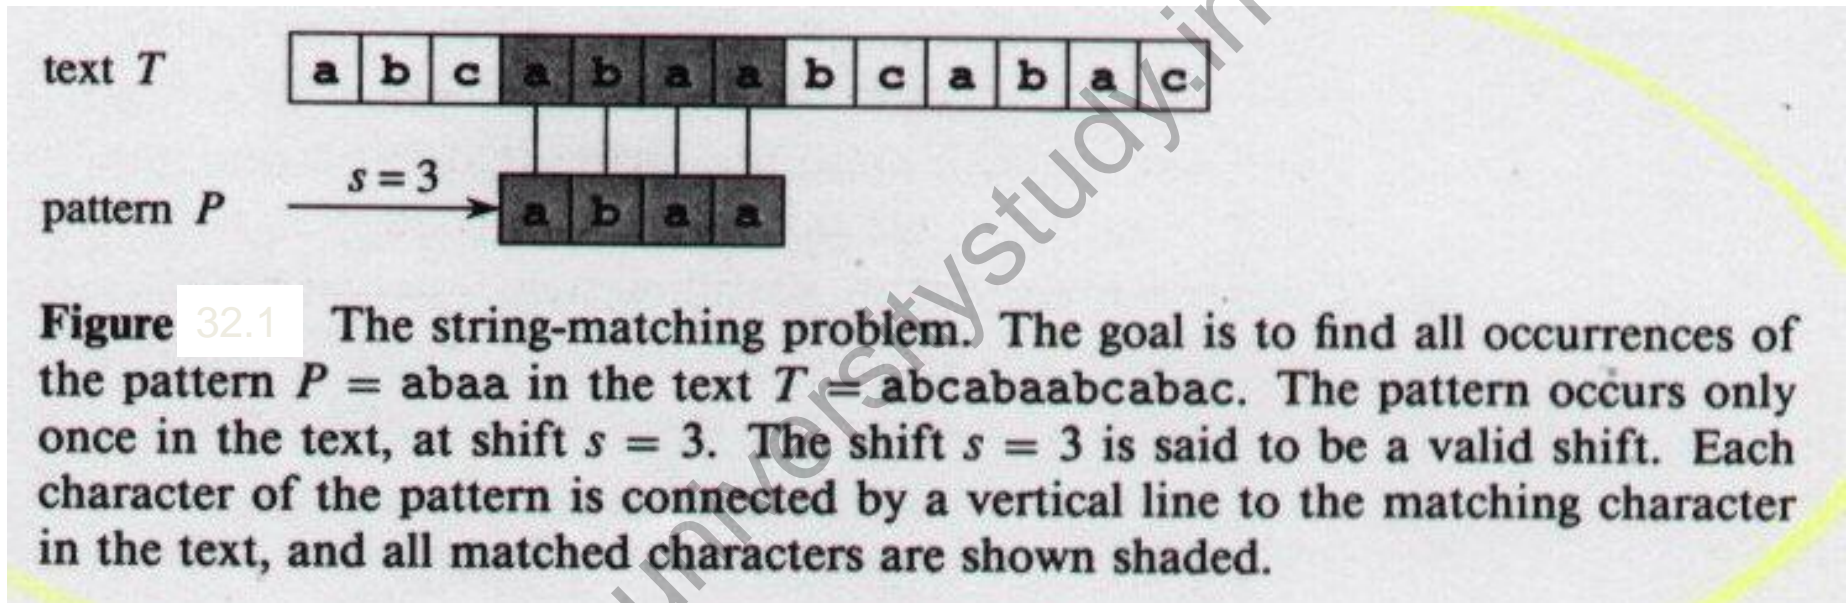 text T
a b c a b a a b c a b a c
s = 3
pattern P
a b a a
Figure 32.1 The string-matching problem. The goal is to find all occurrences of
the pattern P = abaa in the text T = abcabaabcabac. The pattern occurs only
once in the text, at shift s = 3. The shift s = 3 is said to be a valid shift. Each
character of the pattern is connected by a vertical line to the matching character
in the text, and all matched characters are shown shaded.
universitystudy.in